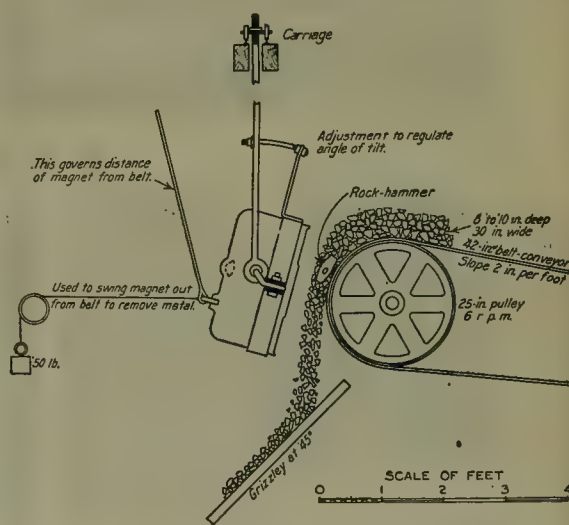 Carriage
Adjustment to regulate
angle of tilt.
This governs distance
of magnet from belt.
Rock-hammer
8 to 10 in. deep
30 in. wide
42-in. belt-conveyor
Slope 2 in. per foot
Used to swing magnet out
from belt to remove metal.
25-in. pulley
6 r.p.m.
50 lb.
Grizzley at 45°
SCALE OF FEET
0 1 2 3 4